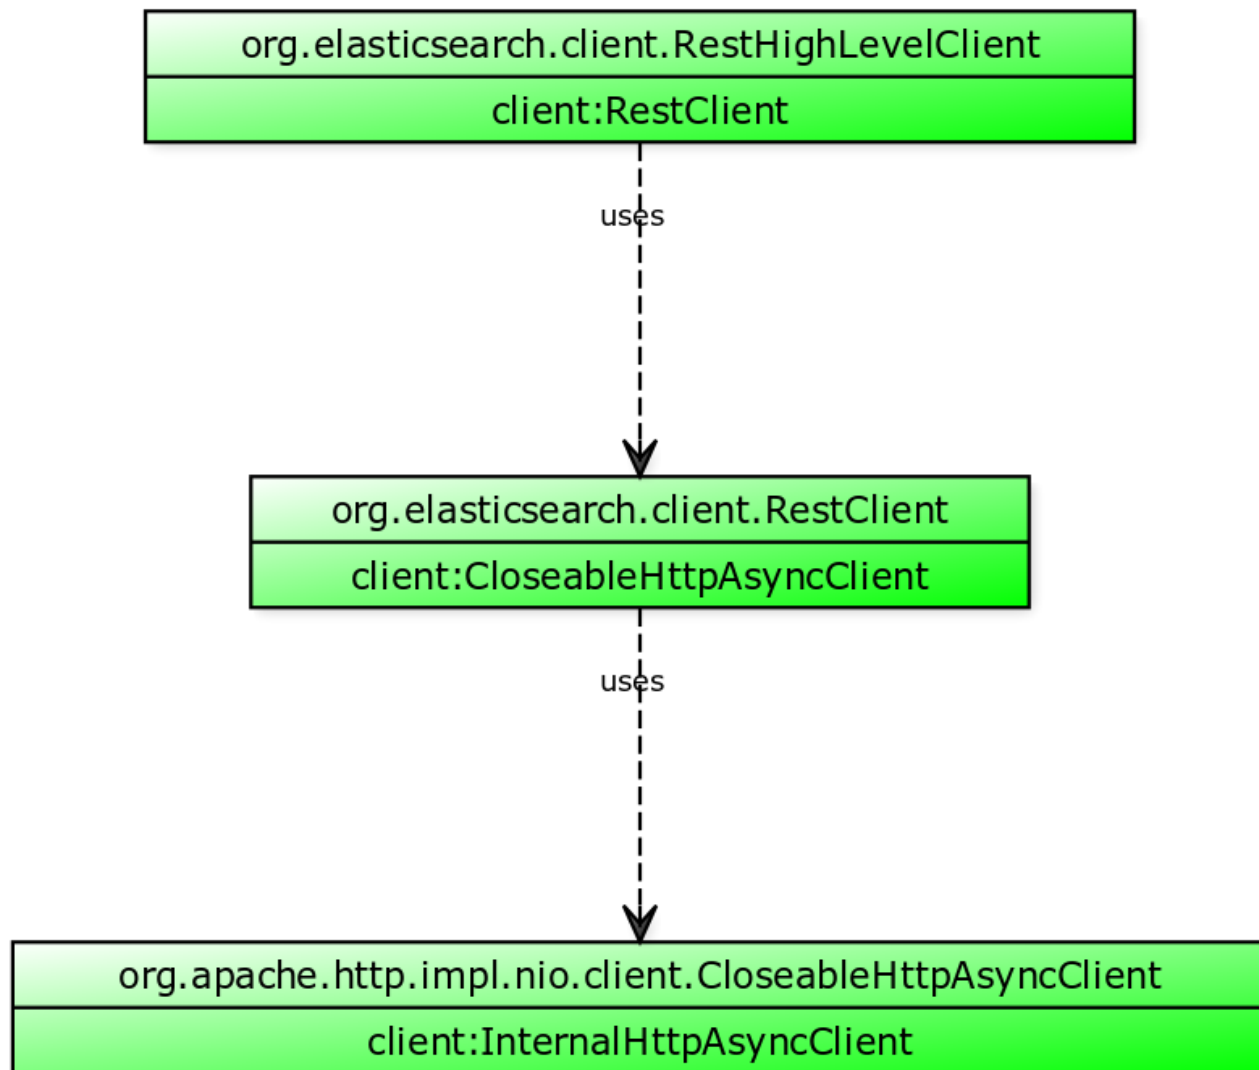 org.elasticsearch.client.RestHighLevelClient
client:RestClient
uses
org.elasticsearch.client.RestClient
client:CloseableHttpAsyncClient
uses
org.apache.http.impl.nio.client.CloseableHttpAsyncClient
client:InternalHttpAsyncClient